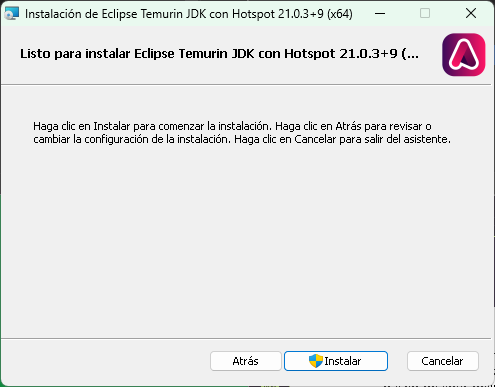 Instalación de Eclipse Temurin JDK con Hotspot 21.0.3+9 (x64)
Listo para instalar Eclipse Temurin JDK con Hotspot 21.0.3+9 (...
Haga clic en Instalar para comenzar la instalación. Haga clic en Atrás para revisar o
cambiar la configuración de la instalación. Haga clic en Cancelar para salir del asistente.
Atrás
Instalar
Cancelar